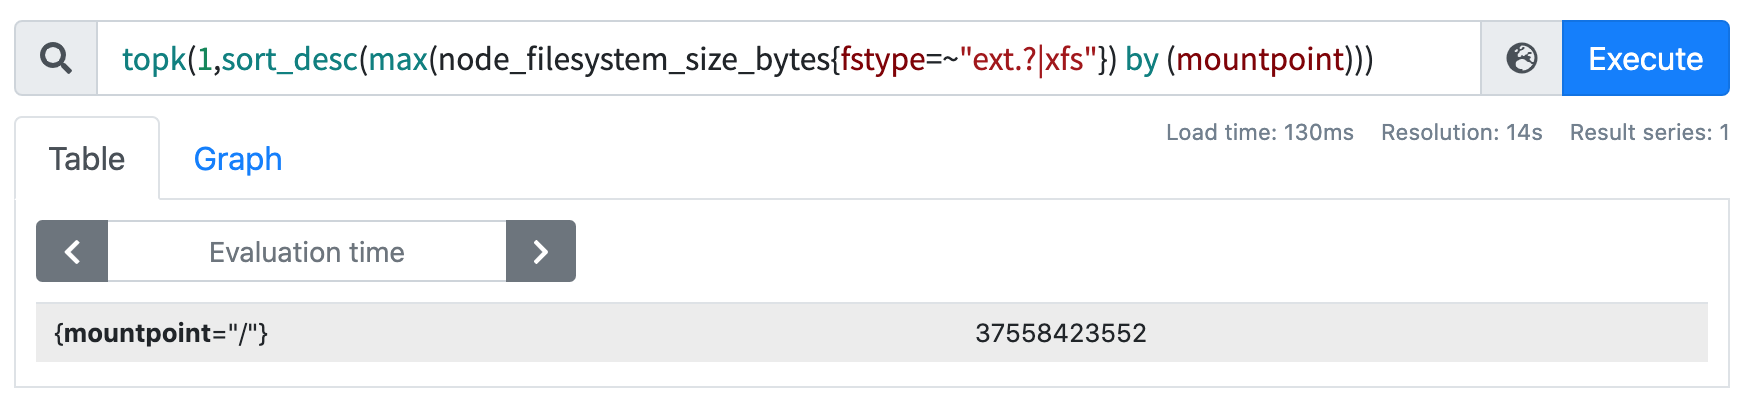 topk(1,sort_desc(max(node_filesystem_size_bytes{fstype=~"ext.?|xfs"}) by (mountpoint)))
Execute
Load time: 130ms Resolution: 14s Result series: 1
Table Graph
Evaluation time
{mountpoint="/"} 37558423552